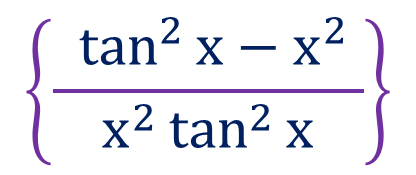 { tan² x − x² / x² tan² x }